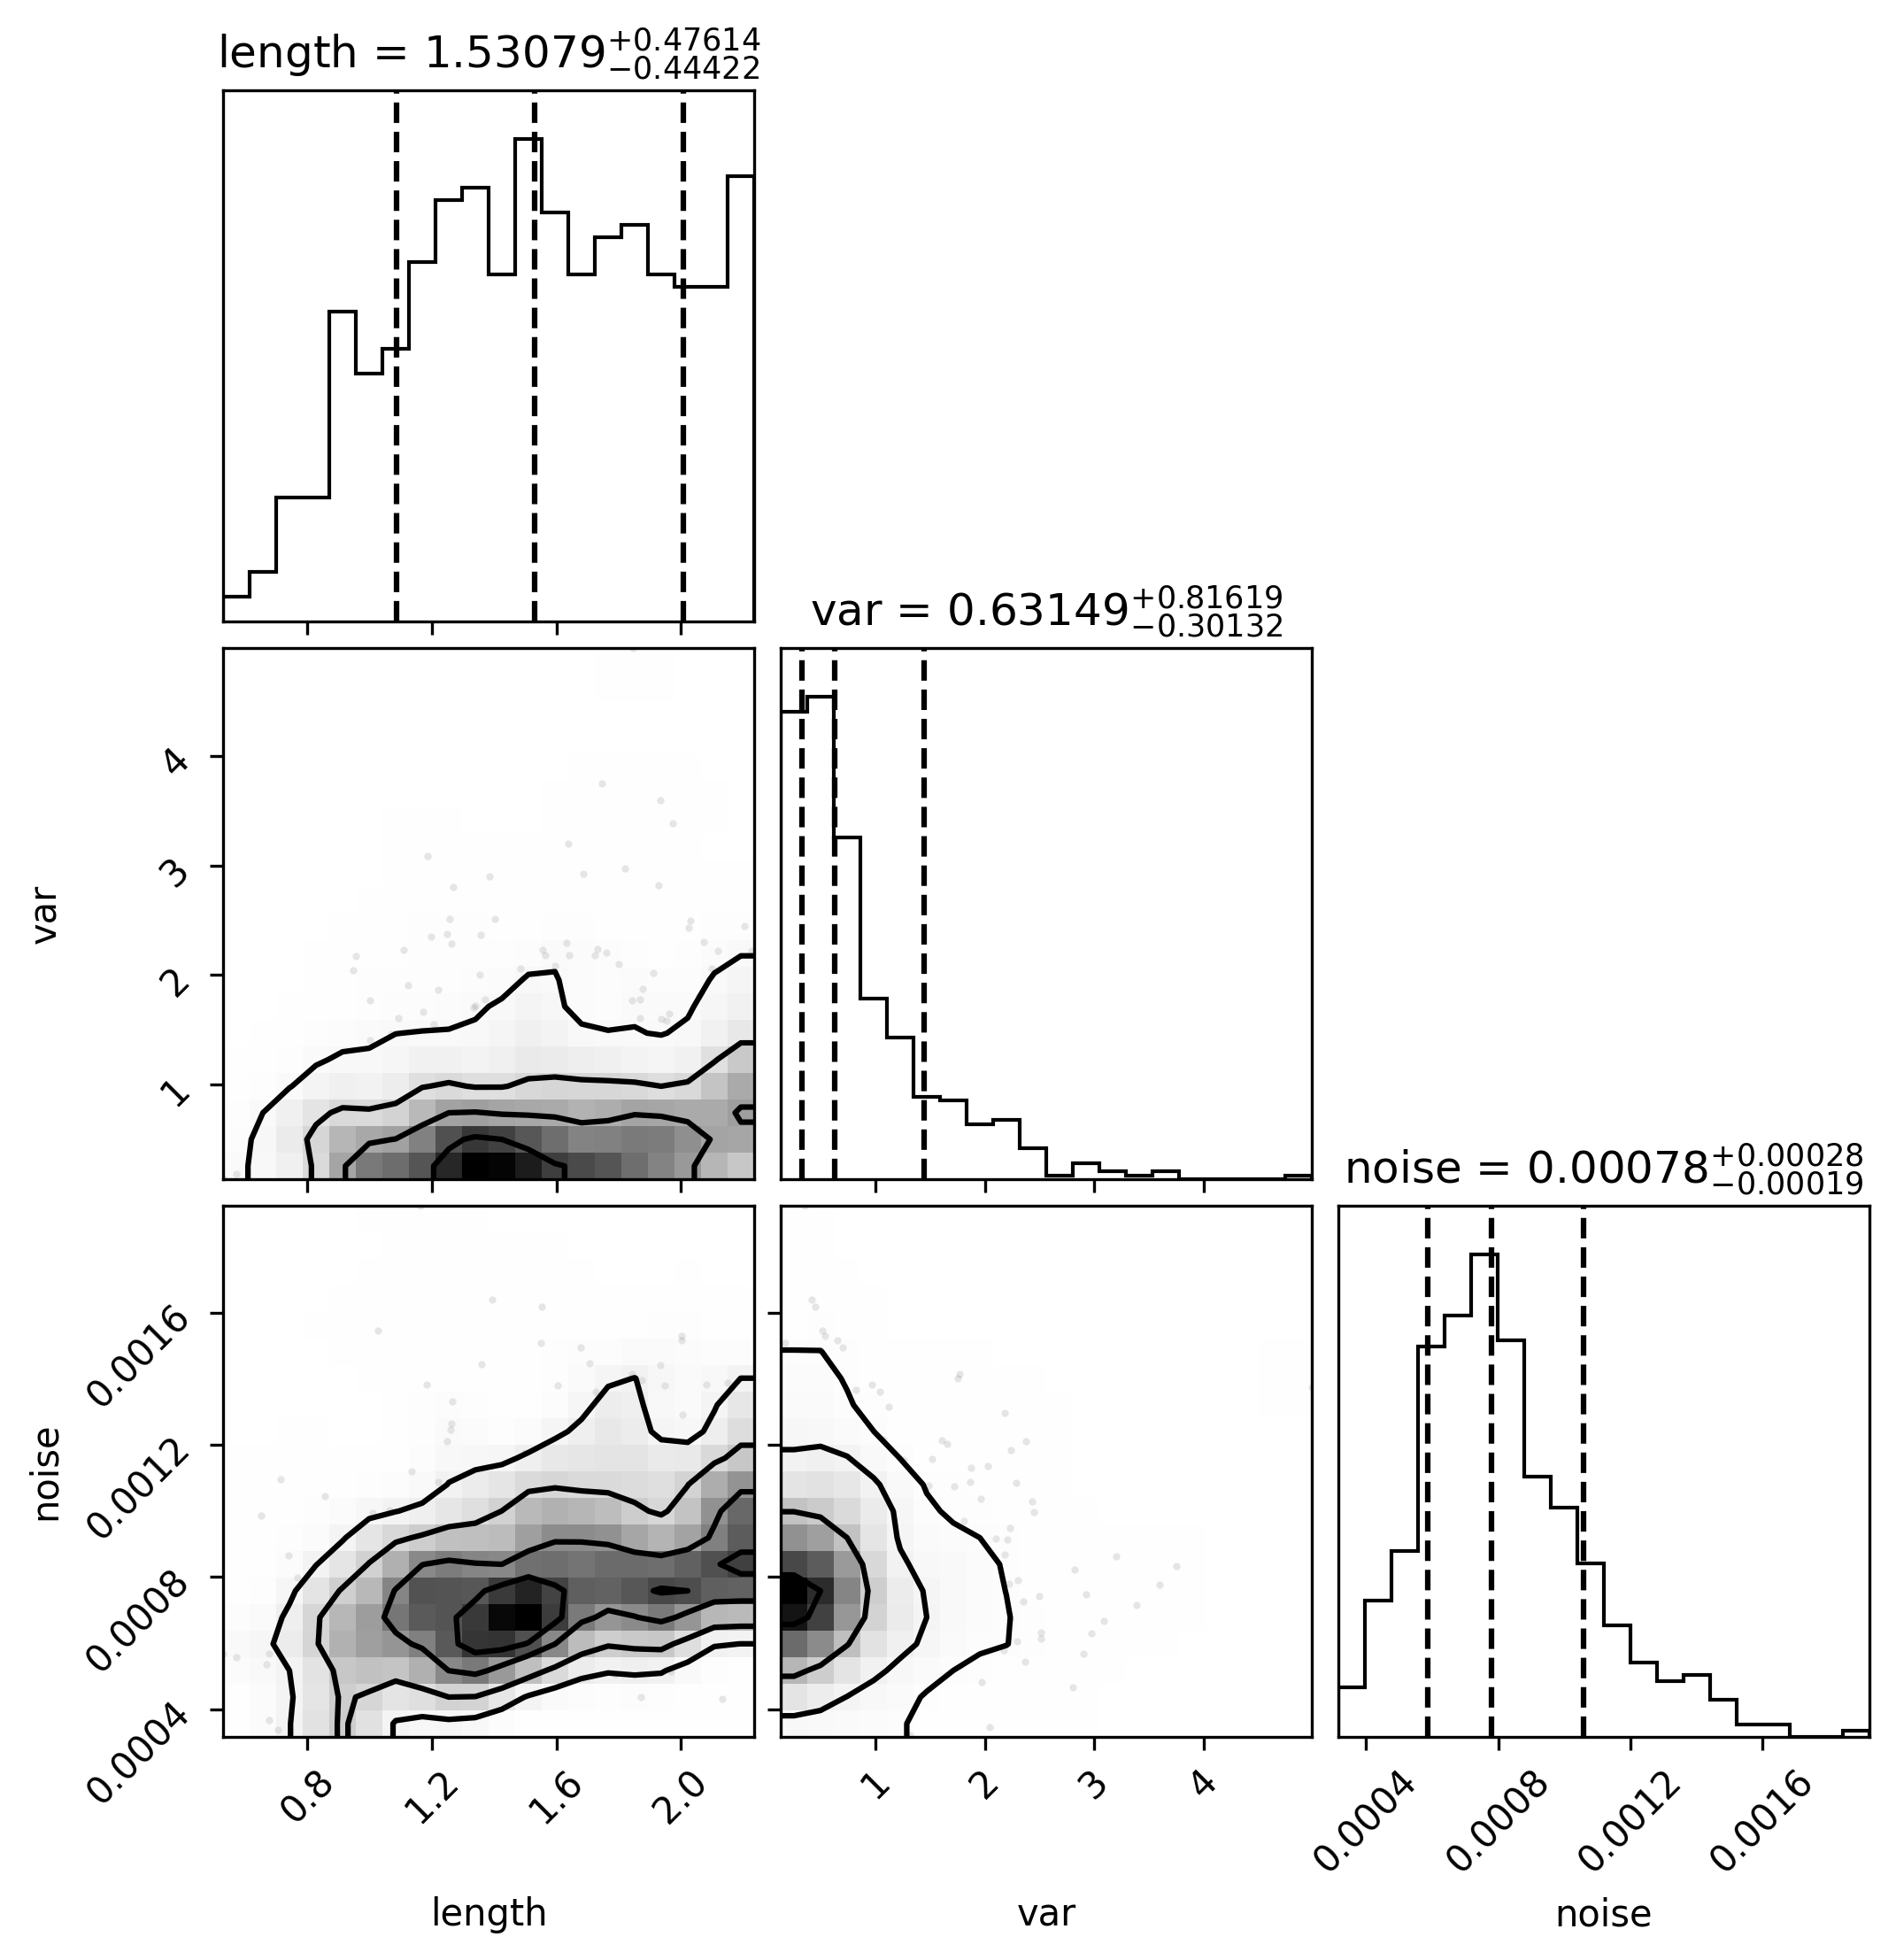 length = 1.53079 +0.47614 −0.44422
var = 0.63149 +0.81619 −0.30132
4
3
2
1
var
noise = 0.00078 +0.00028 −0.00019
0.0016
0.0012
0.0008
0.0004
noise
0.8 1.2 1.6 2.0
1 2 3 4
0.0004 0.0008 0.0012 0.0016
length var noise